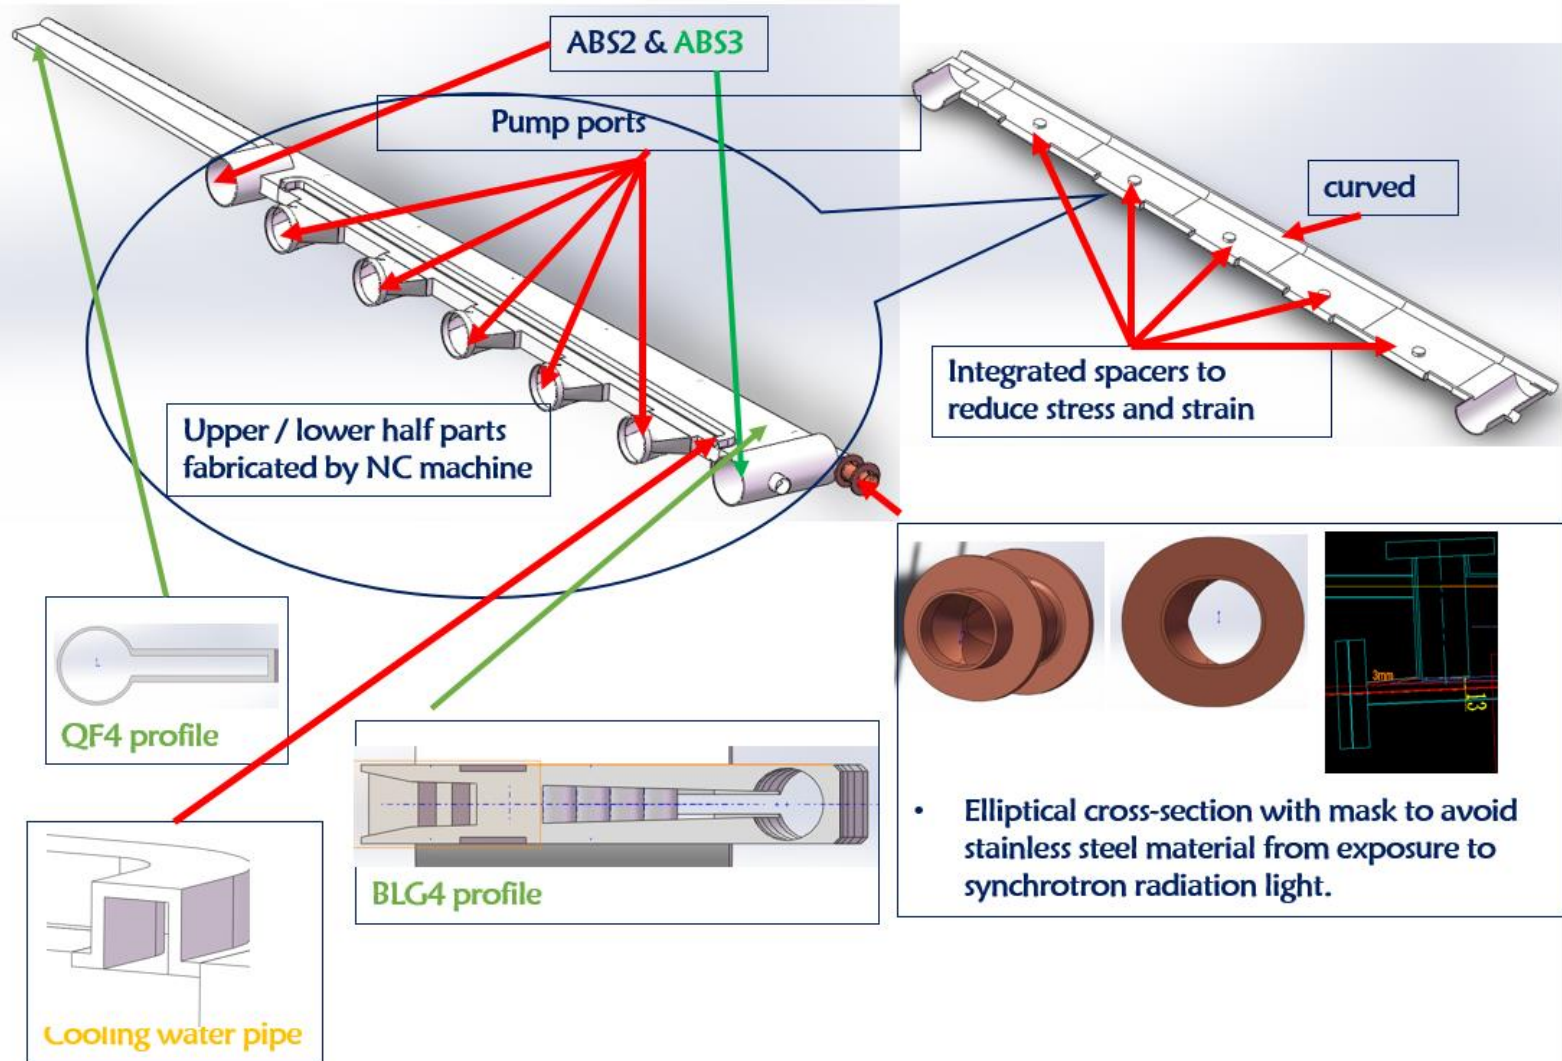 ABS2 & ABS3
Pump ports
curved
Integrated spacers to
reduce stress and strain
Upper / lower half parts
fabricated by NC machine
QF4 profile
BLG4 profile
3mm
13
• Elliptical cross-section with mask to avoid
stainless steel material from exposure to
synchrotron radiation light.
Cooling water pipe